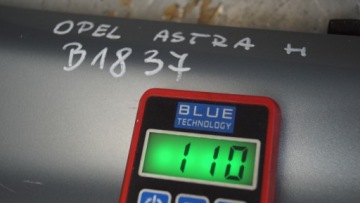 OPEL ASTRA H
B1837
BLUE
TECHNOLOGY
110